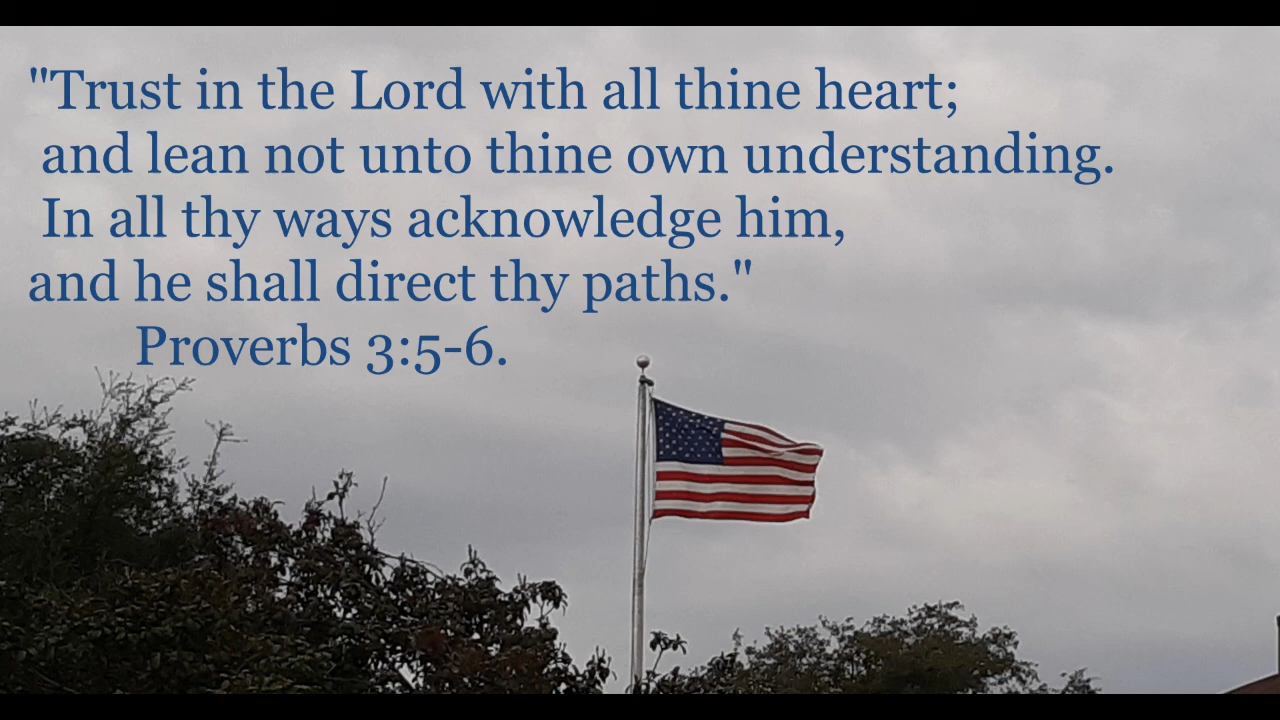 "Trust in the Lord with all thine heart;
and lean not unto thine own understanding.
In all thy ways acknowledge him,
and he shall direct thy paths."
Proverbs 3:5-6.